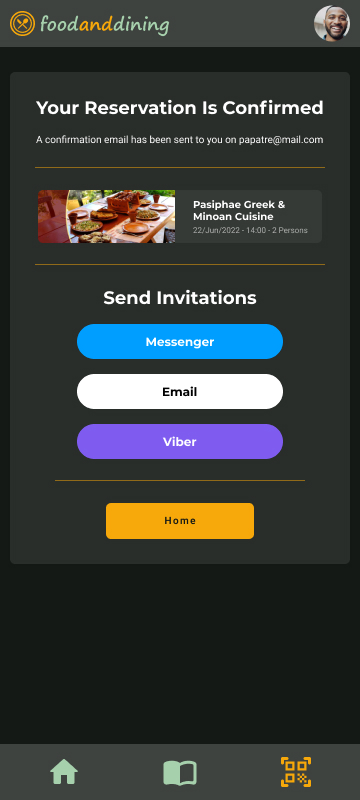 foodanddining
Your Reservation Is Confirmed
A confirmation email has been sent to you on papatre@mail.com
Pasiphae Greek &
Minoan Cuisine
22/Jun/2022 - 14:00 - 2 Persons
Send Invitations
Messenger
Email
Viber
Home